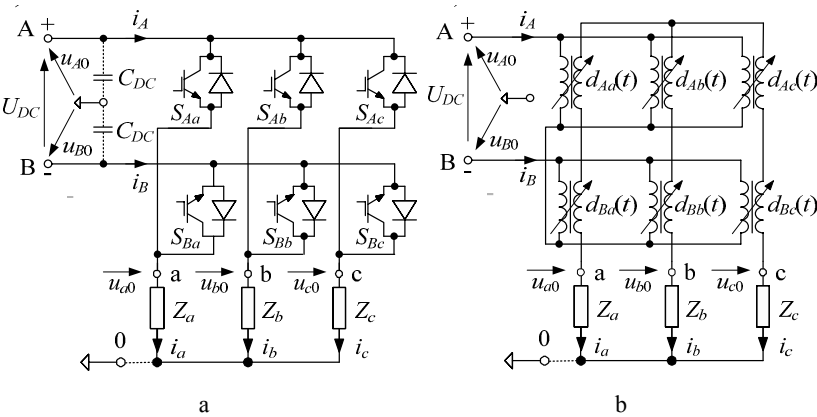 A + i_A
u_A0
C_DC
S_Aa S_Ab S_Ac
U_DC
C_DC
u_B0
B - i_B
S_Ba S_Bb S_Bc
a b c
u_a0 u_b0 u_c0
Z_a Z_b Z_c
0
i_a i_b i_c
a
A + i_A
u_A0
d_Aa(t) d_Ab(t) d_Ac(t)
U_DC
u_B0
B - i_B
d_Ba(t) d_Bb(t) d_Bc(t)
a b c
u_a0 u_b0 u_c0
Z_a Z_b Z_c
0
i_a i_b i_c
b